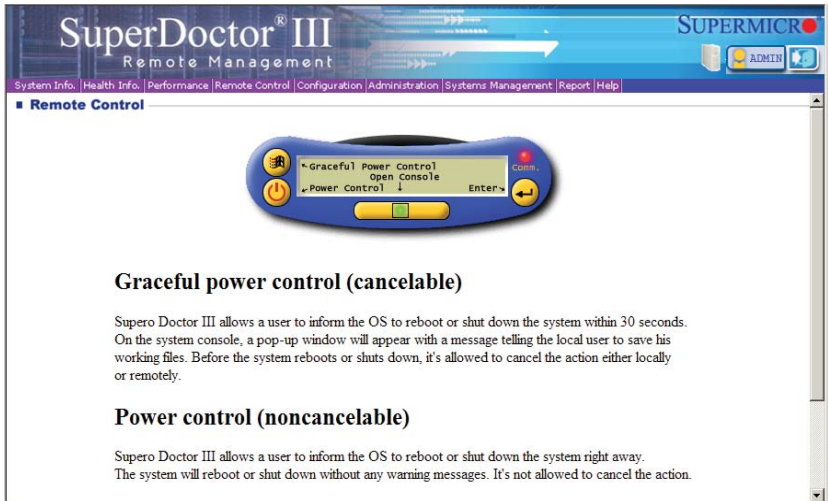 SuperDoctor® III
Remote Management
SUPERMICR
ADMIN
System Info. Health Info. Performance Remote Control Configuration Administration Systems Management Report Help
Remote Control
Graceful Power Control
Open Console
Power Control ↓ Enter
Comm.
Graceful power control (cancelable)
Supero Doctor III allows a user to inform the OS to reboot or shut down the system within 30 seconds.
On the system console, a pop-up window will appear with a message telling the local user to save his
working files. Before the system reboots or shuts down, it's allowed to cancel the action either locally
or remotely.
Power control (noncancelable)
Supero Doctor III allows a user to inform the OS to reboot or shut down the system right away.
The system will reboot or shut down without any warning messages. It's not allowed to cancel the action.